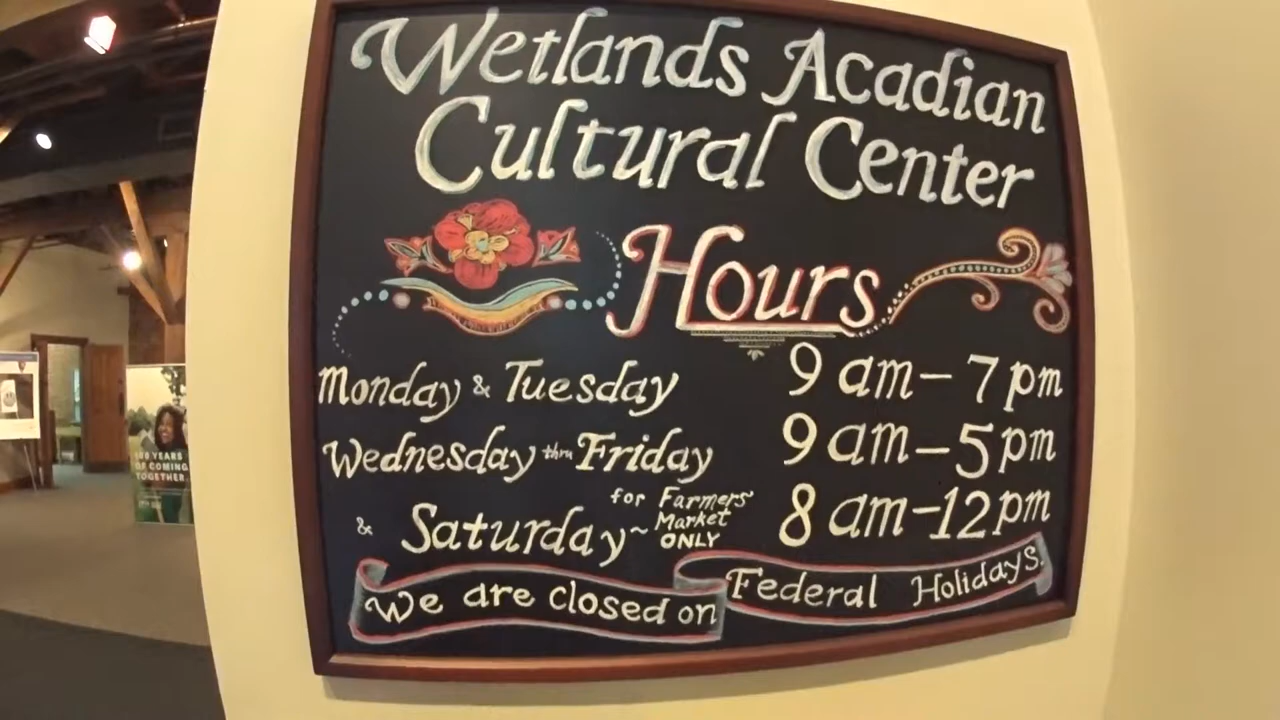 Wetlands Acadian
Cultural Center
Hours
Monday & Tuesday 9 am – 7 pm
Wednesday thru Friday 9 am – 5 pm
& Saturday ~ for Farmers' Market ONLY 8 am – 12 pm
We are closed on Federal Holidays.
YEARS
OF COMING
TOGETHER.